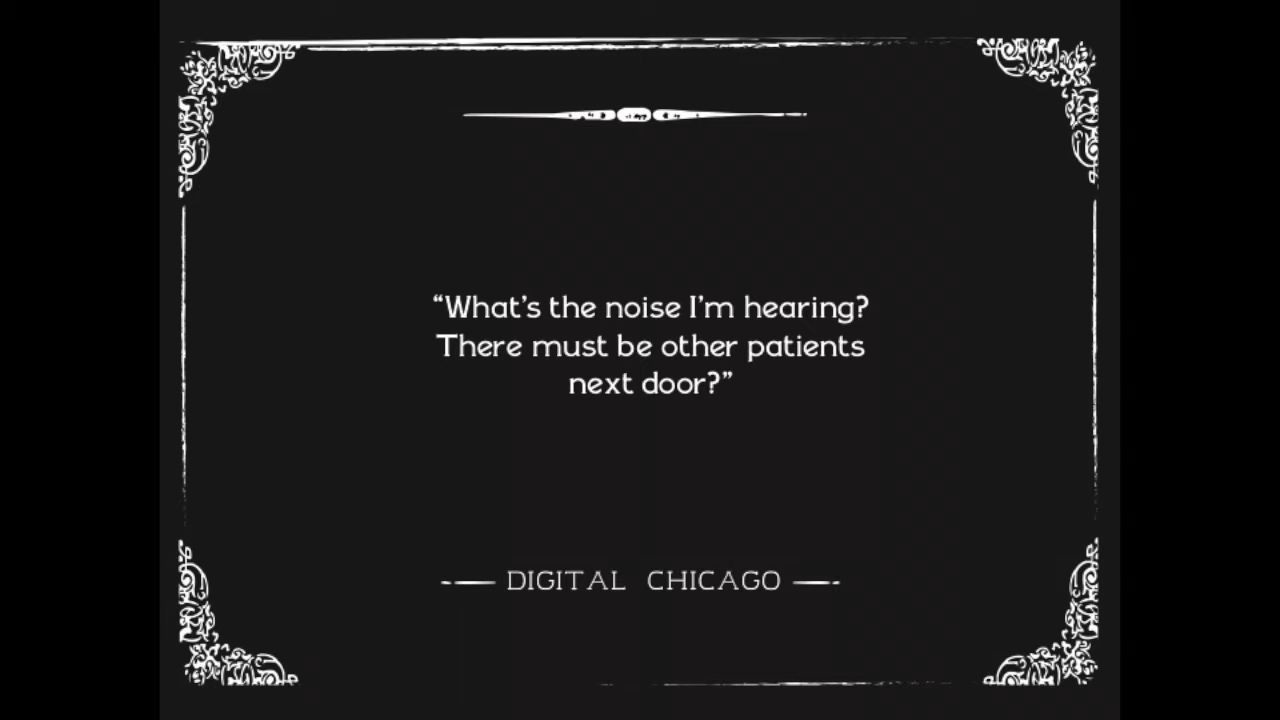 “What’s the noise I’m hearing?
There must be other patients
next door?”
DIGITAL CHICAGO